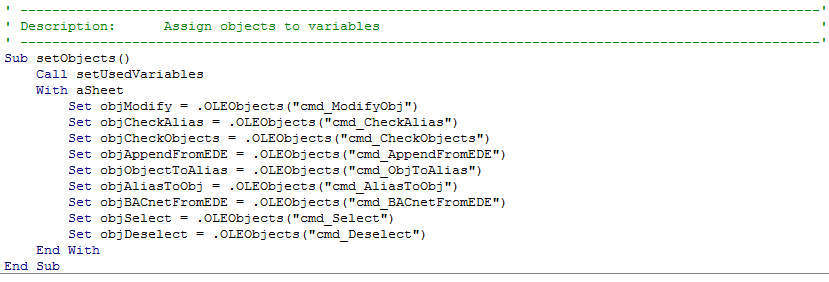 ' ----------------------------------------------------------------------------------------------------'
' Description:      Assign objects to variables                                                       '
' ----------------------------------------------------------------------------------------------------'
Sub setObjects()
    Call setUsedVariables
    With aSheet
        Set objModify = .OLEObjects("cmd_ModifyObj")
        Set objCheckAlias = .OLEObjects("cmd_CheckAlias")
        Set objCheckObjects = .OLEObjects("cmd_CheckObjects")
        Set objAppendFromEDE = .OLEObjects("cmd_AppendFromEDE")
        Set objObjectToAlias = .OLEObjects("cmd_ObjToAlias")
        Set objAliasToObj = .OLEObjects("cmd_AliasToObj")
        Set objBACnetFromEDE = .OLEObjects("cmd_BACnetFromEDE")
        Set objSelect = .OLEObjects("cmd_Select")
        Set objDeselect = .OLEObjects("cmd_Deselect")
    End With
End Sub